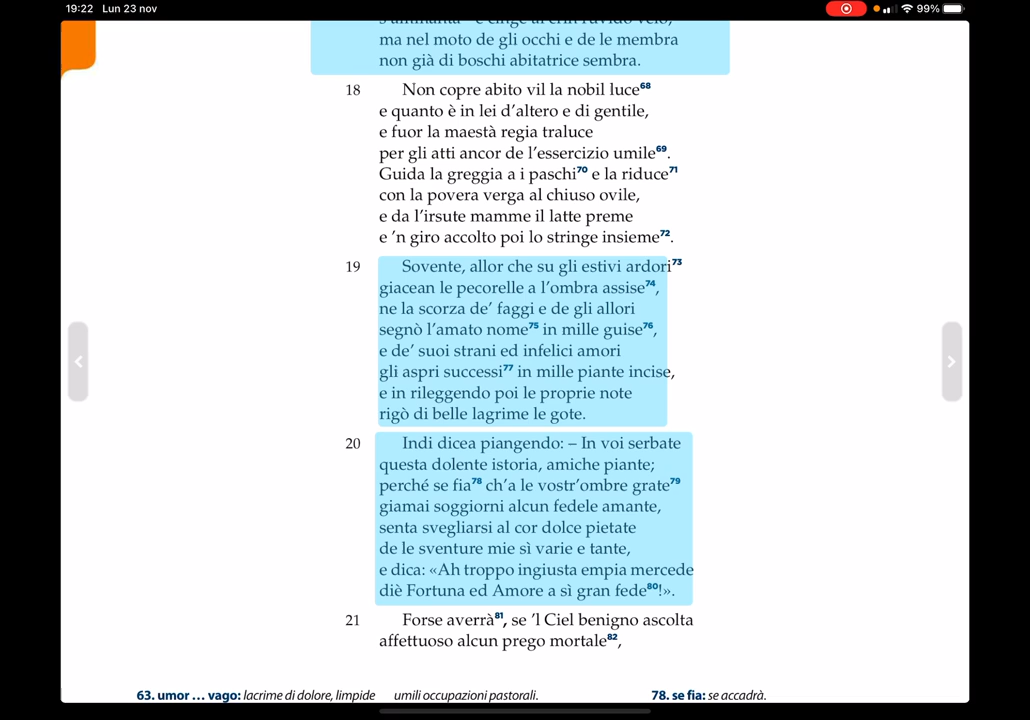 19:22 Lun 23 nov 99%
s'ammanta e cinge al crin ruvido velo;
ma nel moto de gli occhi e de le membra
non già di boschi abitatrice sembra.
18 Non copre abito vil la nobil luce68
e quanto è in lei d'altero e di gentile,
e fuor la maestà regia traluce
per gli atti ancor de l'essercizio umile69.
Guida la greggia a i paschi70 e la riduce71
con la povera verga al chiuso ovile,
e da l'irsute mamme il latte preme
e 'n giro accolto poi lo stringe insieme72.
19 Sovente, allor che su gli estivi ardori73
giacean le pecorelle a l'ombra assise74,
ne la scorza de' faggi e de gli allori
segnò l'amato nome75 in mille guise76,
e de' suoi strani ed infelici amori
gli aspri successi77 in mille piante incise,
e in rileggendo poi le proprie note
rigò di belle lagrime le gote.
20 Indi dicea piangendo: – In voi serbate
questa dolente istoria, amiche piante;
perché se fia78 ch'a le vostr'ombre grate79
giamai soggiorni alcun fedele amante,
senta svegliarsi al cor dolce pietate
de le sventure mie sì varie e tante,
e dica: «Ah troppo ingiusta empia mercede
diè Fortuna ed Amore a sì gran fede80!».
21 Forse averrà81, se 'l Ciel benigno ascolta
affettuoso alcun prego mortale82,
63. umor ... vago: lacrime di dolore, limpide umili occupazioni pastorali. 78. se fia: se accadrà.